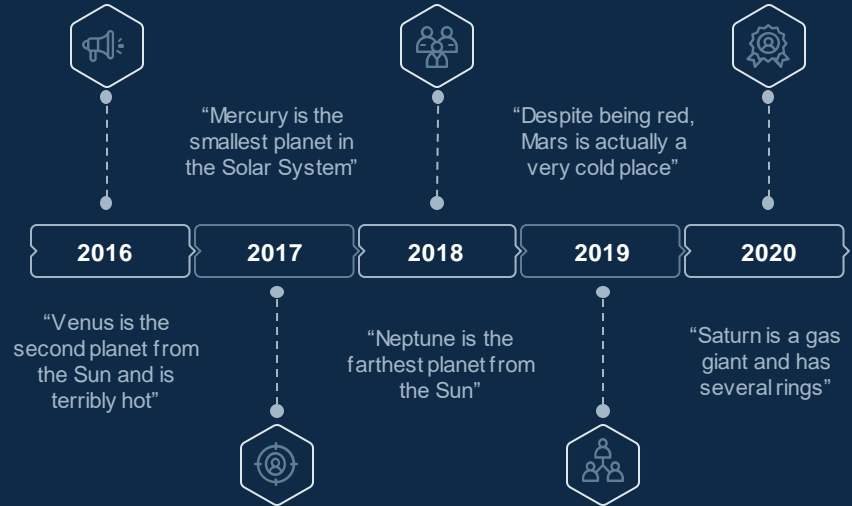 “Mercury is the
smallest planet in
the Solar System”
“Despite being red,
Mars is actually a
very cold place”
2016
2017
2018
2019
2020
“Venus is the
second planet from
the Sun and is
terribly hot”
“Neptune is the
farthest planet from
the Sun”
“Saturn is a gas
giant and has
several rings”